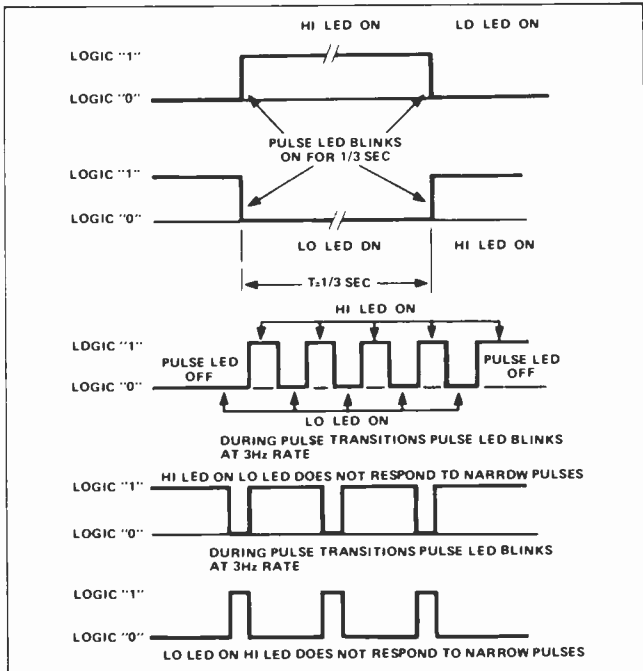 HI LED ON LD LED ON
LOGIC "1"
LOGIC "0"
PULSE LED BLINKS
ON FOR 1/3 SEC
LOGIC "1"
LOGIC "0"
LO LED DN HI LED ON
T=1/3 SEC
HI LED ON
LDGIC "1"
PULSE LED
OFF
PULSE LED
OFF
LOGIC "0"
LO LED ON
DURING PULSE TRANSITIONS PULSE LED BLINKS
AT 3Hz RATE
HI LED ON LO LED DOES NOT RESPOND TD NARROW PULSES
LOGIC "1"
LOGIC "0"
DURING PULSE TRANSITIONS PULSE LED BLINKS
AT 3Hz RATE
LOGIC "1"
LOGIC "0"
LO LED ON HI LED DOES NOT RESPOND TO NARROW PULSES